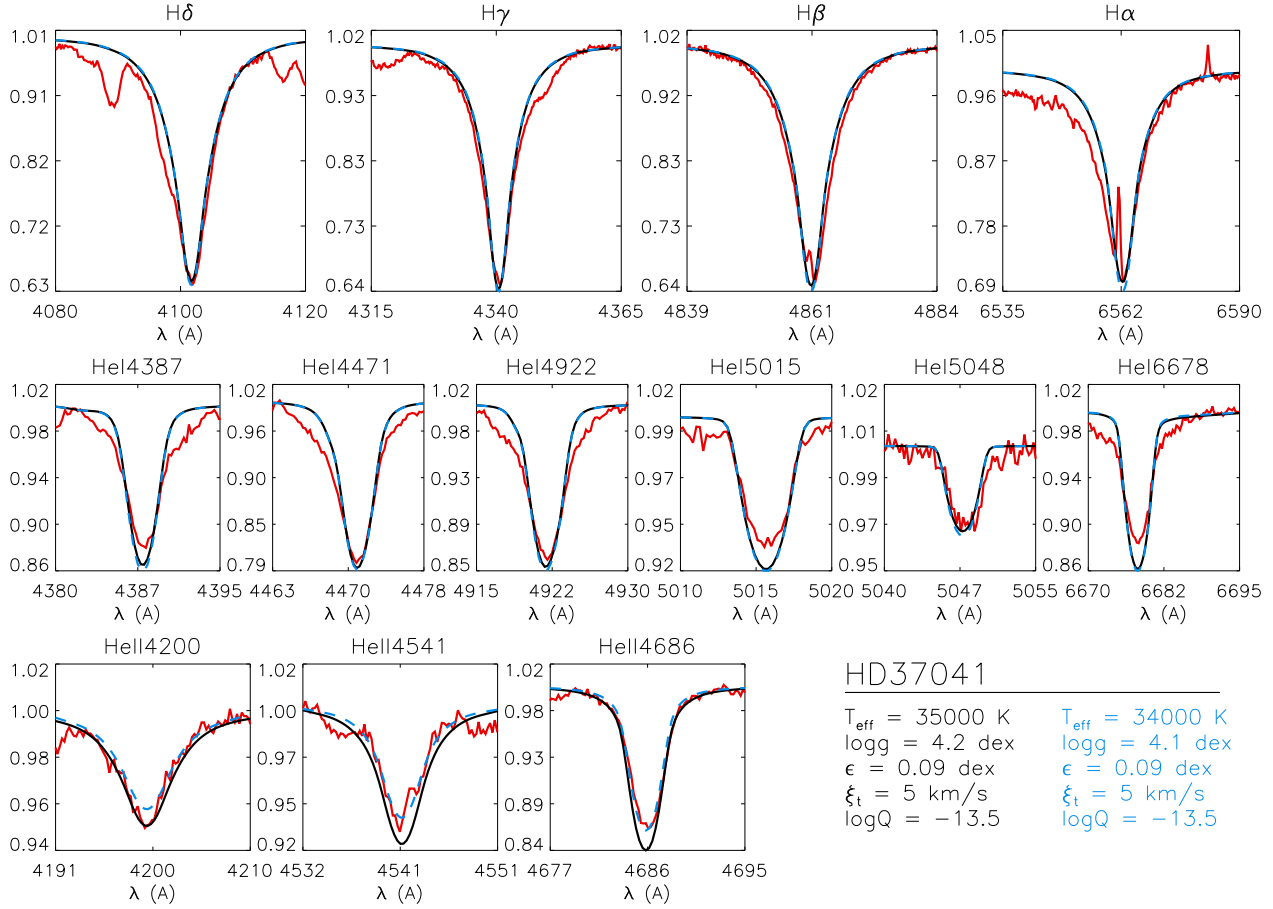 Hδ Hγ Hβ Hα
1.01 1.02 1.02 1.05
0.91 0.93 0.93 0.96
0.82 0.83 0.83 0.87
0.72 0.73 0.74 0.78
0.63 0.64 0.64 0.69
4080 4100 4120 4315 4340 4365 4839 4861 4884 6535 6562 6590
λ (A) λ (A) λ (A) λ (A)
HeI4387 HeI4471 HeI4922 HeI5015 HeI5048 HeI6678
1.02 1.02 1.02 1.02 1.02 1.02
0.98 0.96 0.98 0.99 1.01 0.98
0.94 0.90 0.93 0.97 0.99 0.94
0.90 0.85 0.89 0.95 0.97 0.90
0.86 0.79 0.85 0.92 0.95 0.86
4380 4387 4395 4463 4470 4478 4915 4922 4930 5010 5015 5020 5040 5047 5055 6670 6682 6695
λ (A) λ (A) λ (A) λ (A) λ (A) λ (A)
HeII4200 HeII4541 HeII4686
1.02 1.02 1.02
1.00 1.00 0.98
0.98 0.97 0.93
0.96 0.95 0.89
0.94 0.92 0.84
4191 4200 4210 4532 4541 4551 4677 4686 4695
λ (A) λ (A) λ (A)
HD37041
T_eff = 35000 K T_eff = 34000 K
logg = 4.2 dex logg = 4.1 dex
ϵ = 0.09 dex ϵ = 0.09 dex
ξ_t = 5 km/s ξ_t = 5 km/s
logQ = −13.5 logQ = −13.5